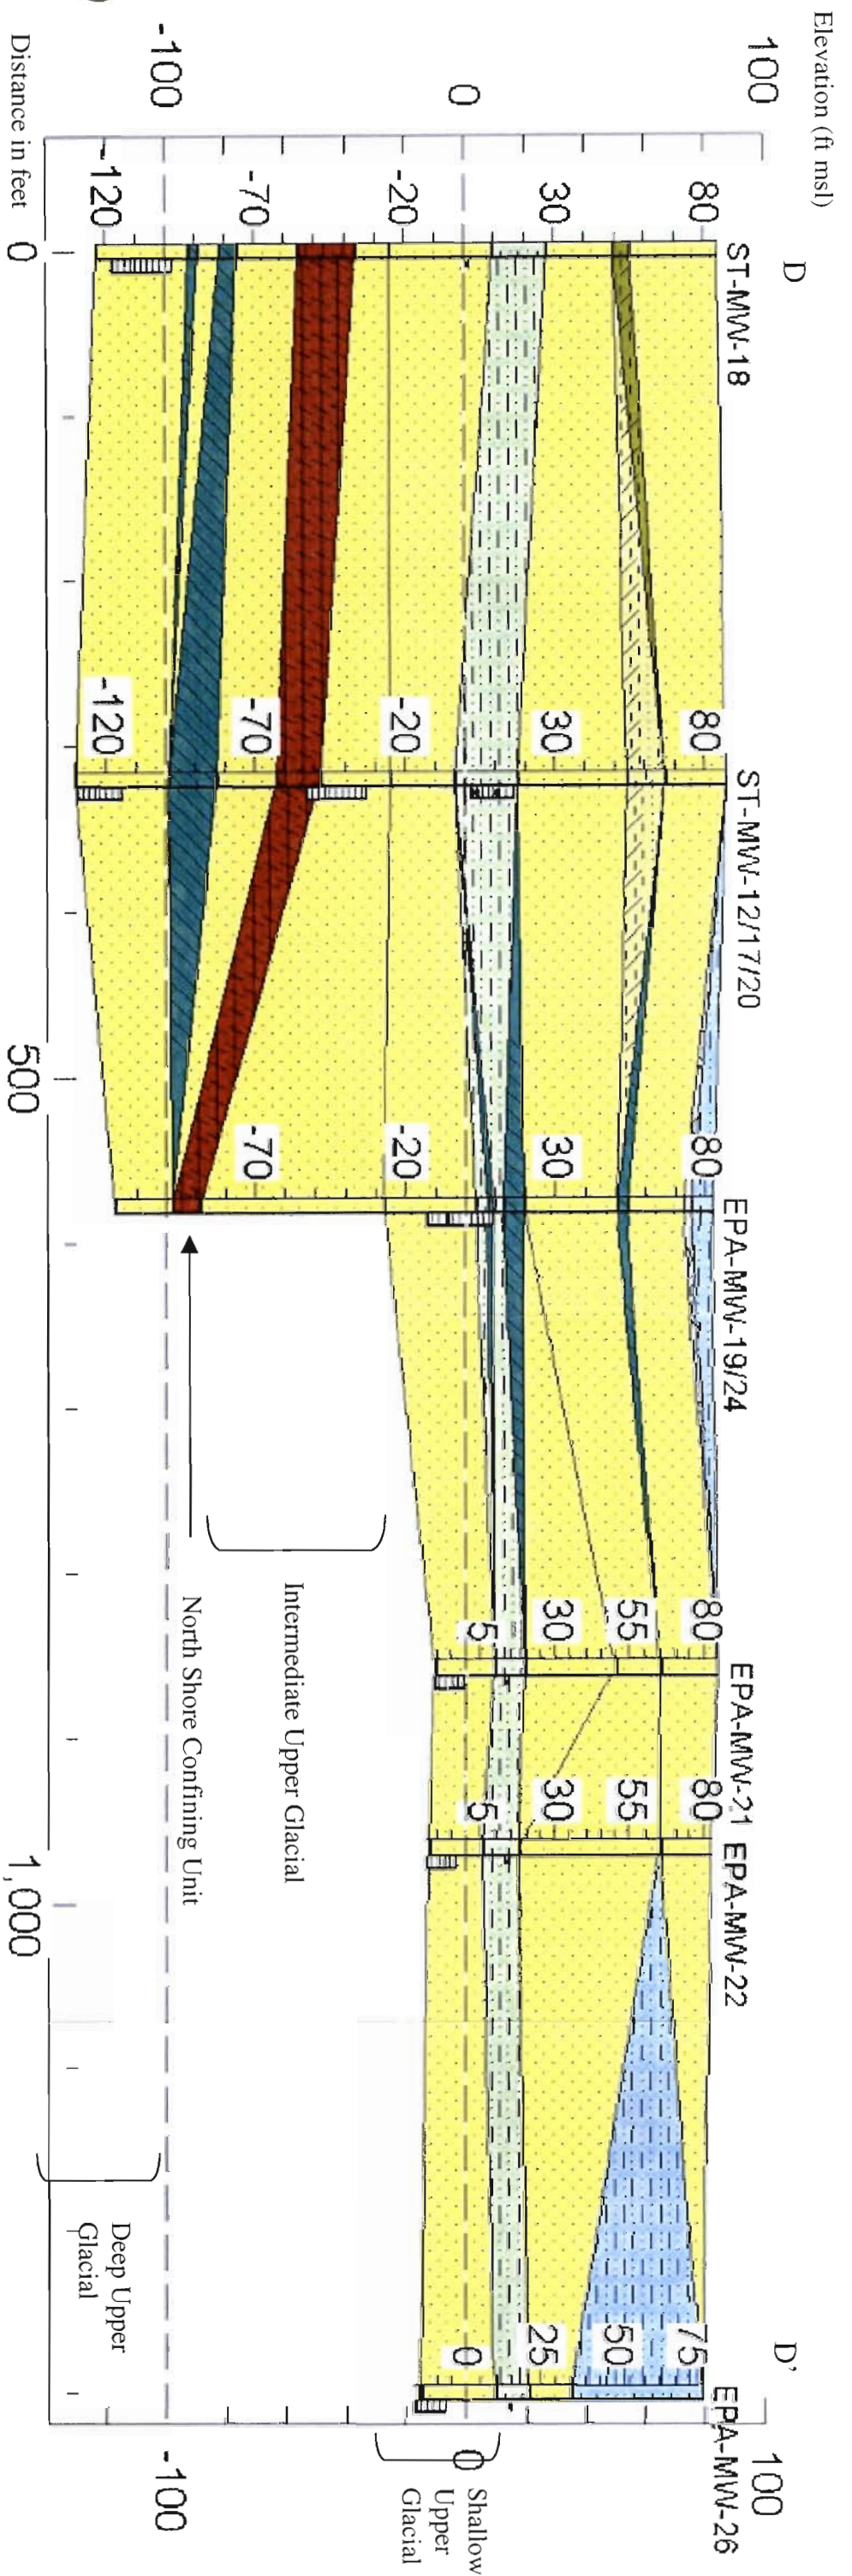 Elevation (ft msl)
D
D'
ST-MW-18
ST-MW-12/17/20
EPA-MW-19/24
EPA-MW-21
EPA-MW-22
EPA-MW-26
100
0
-100
80
30
-20
-70
-120
80
30
-20
-70
-120
80
30
-20
-70
80
55
30
5
80
55
30
5
75
50
25
0
100
0
-100
Shallow
Upper
Glacial
Intermediate Upper Glacial
North Shore Confining Unit
Deep Upper
Glacial
Distance in feet
0
500
1,000